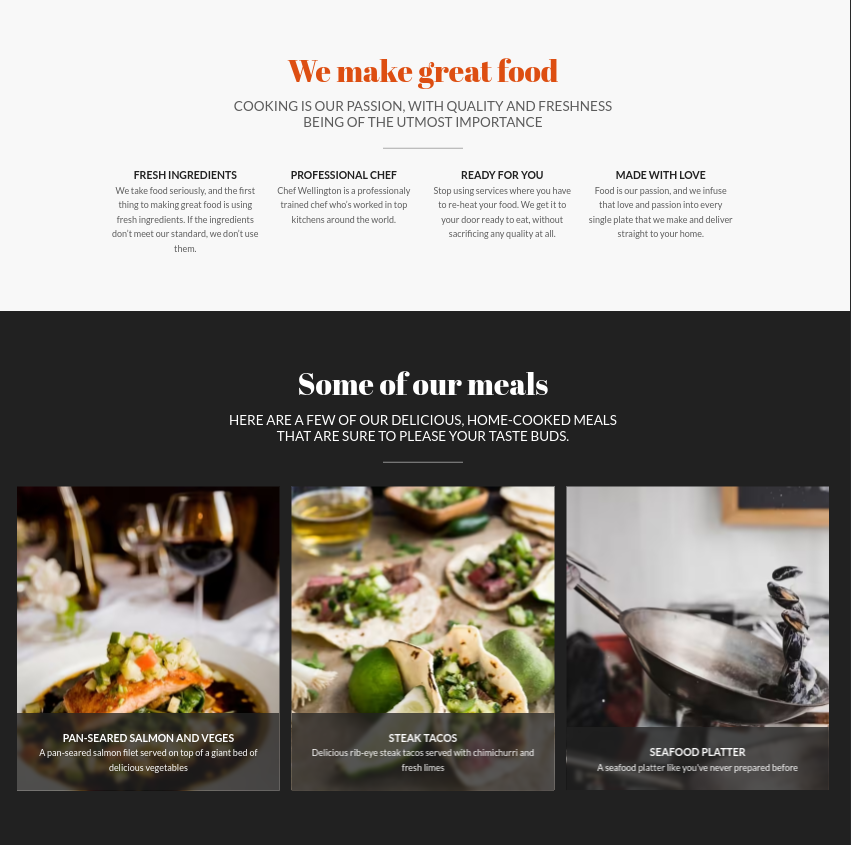 We make great food
COOKING IS OUR PASSION, WITH QUALITY AND FRESHNESS
BEING OF THE UTMOST IMPORTANCE
FRESH INGREDIENTS
We take food seriously, and the first
thing to making great food is using
fresh ingredients. If the ingredients
don't meet our standard, we don't use
them.
PROFESSIONAL CHEF
Chef Wellington is a professionaly
trained chef who's worked in top
kitchens around the world.
READY FOR YOU
Stop using services where you have
to re-heat your food. We get it to
your door ready to eat, without
sacrificing any quality at all.
MADE WITH LOVE
Food is our passion, and we infuse
that love and passion into every
single plate that we make and deliver
straight to your home.
Some of our meals
HERE ARE A FEW OF OUR DELICIOUS, HOME-COOKED MEALS
THAT ARE SURE TO PLEASE YOUR TASTE BUDS.
PAN-SEARED SALMON AND VEGES
A pan-seared salmon filet served on top of a giant bed of
delicious vegetables
STEAK TACOS
Delicious rib-eye steak tacos served with chimichurri and
fresh limes
SEAFOOD PLATTER
A seafood platter like you've never prepared before